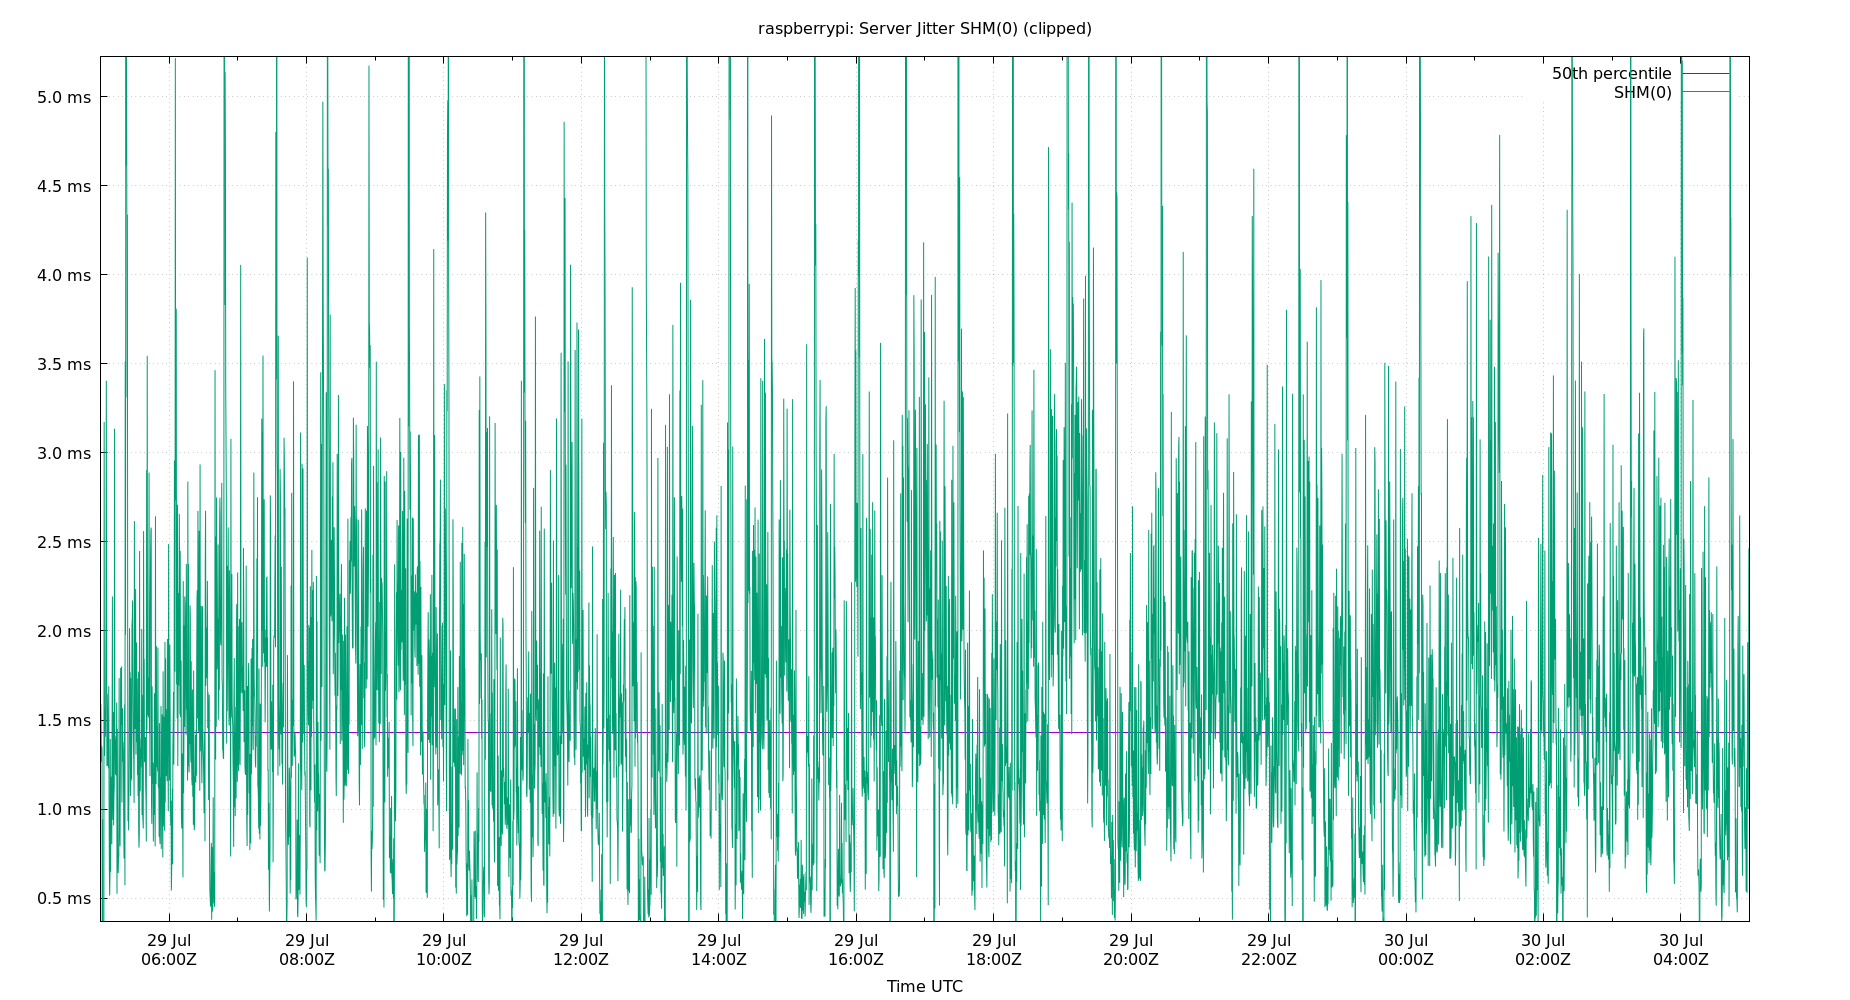 raspberrypi: Server Jitter SHM(0) (clipped)
50th percentile
SHM(0)
5.0 ms
4.5 ms
4.0 ms
3.5 ms
3.0 ms
2.5 ms
2.0 ms
1.5 ms
1.0 ms
0.5 ms
29 Jul 29 Jul 29 Jul 29 Jul 29 Jul 29 Jul 29 Jul 29 Jul 29 Jul 30 Jul 30 Jul 30 Jul
06:00Z 08:00Z 10:00Z 12:00Z 14:00Z 16:00Z 18:00Z 20:00Z 22:00Z 00:00Z 02:00Z 04:00Z
Time UTC